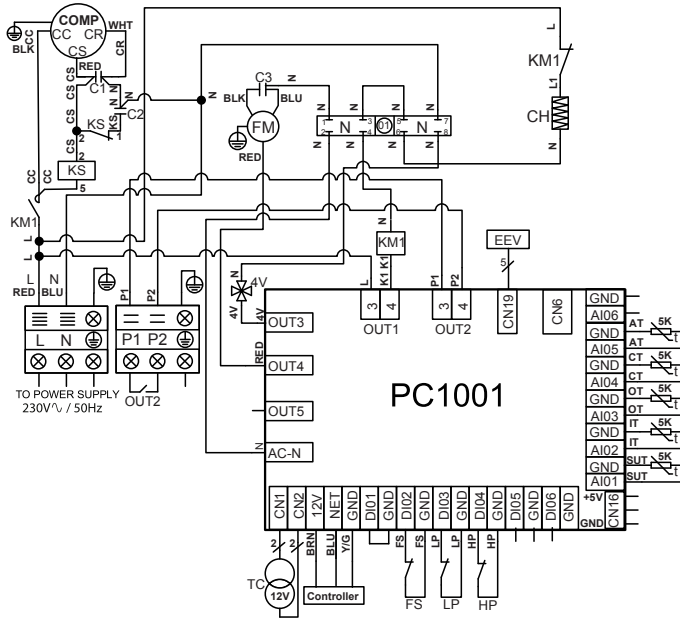 COMP
CC CR
CS
WHT
CC
BLK
CR
RED
CS
CS
C1
N
N
C2
N
KS
KS
1
2
CS
2
KS
5
CC
CC
KM1
L
L
L N
RED BLU
L N
TO POWER SUPPLY
230V∿ / 50Hz
P1
P2
P1 P2
OUT2
C3
N
BLK BLU
FM
RED
N
N
N
N
1 3 5 7
N 01 N
2 4 6 8
N
N
N
N
L
KM1
L1
CH
N
N
KM1
L
K1
K1
P1
P2
N
4V
4V
4V
3 4
OUT1
3 4
OUT2
EEV
5
CN19
CN6
OUT3
RED
OUT4
OUT5
N
AC-N
PC1001
GND
AI06
GND
AI05
GND
AI04
GND
AI03
GND
AI02
GND
AI01
AT 5K
t
AT
CT 5K
t
CT
OT 5K
t
OT
IT 5K
t
IT
SUT 5K
t
SUT
+5V
CN16
GND
CN1
CN2
12V
NET
GND
DI01
GND
DI02
GND
DI03
GND
DI04
GND
DI05
GND
DI06
GND
2
2
BRN
BLU
Y/G
FS
FS
LP
LP
HP
HP
TC
12V
Controller
FS LP HP